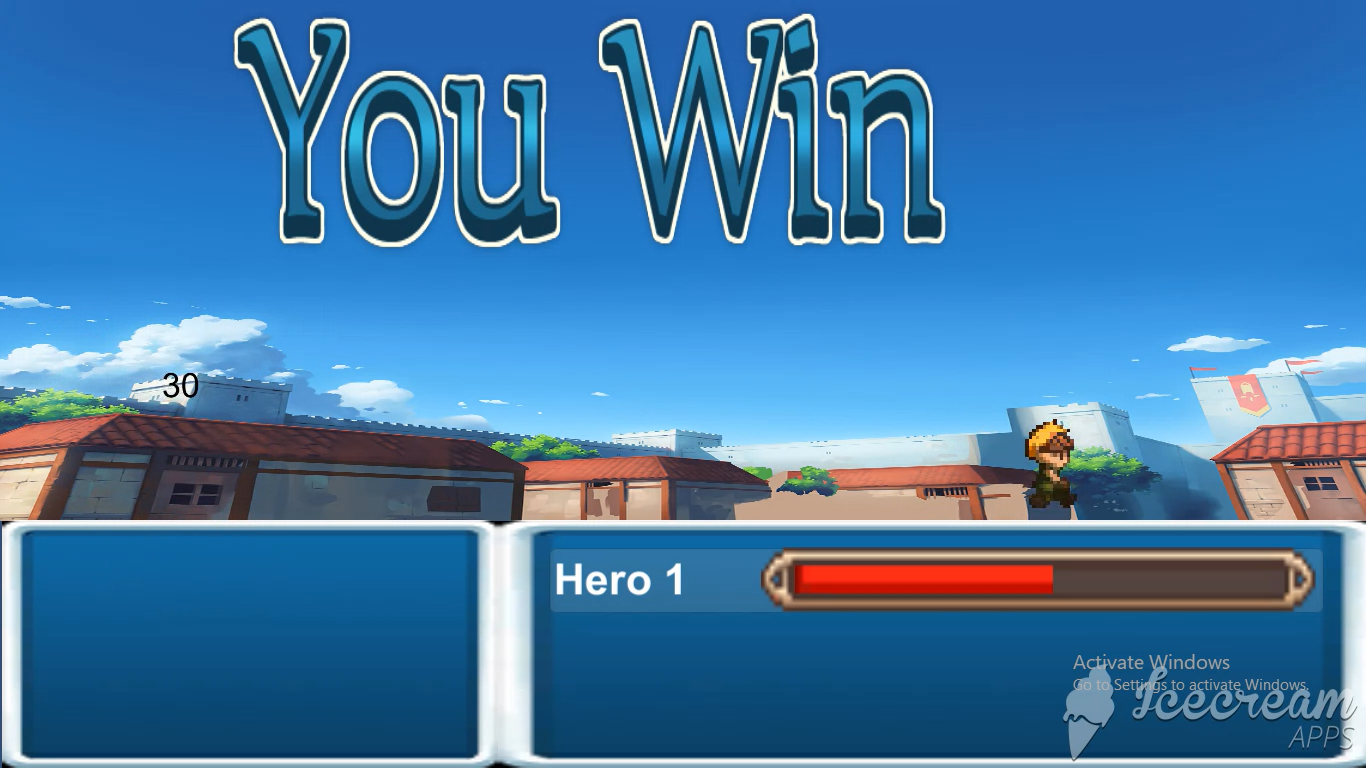 You Win
30
Hero 1
Activate Windows
Go to Settings to activate Windows.
Icecream
APPS